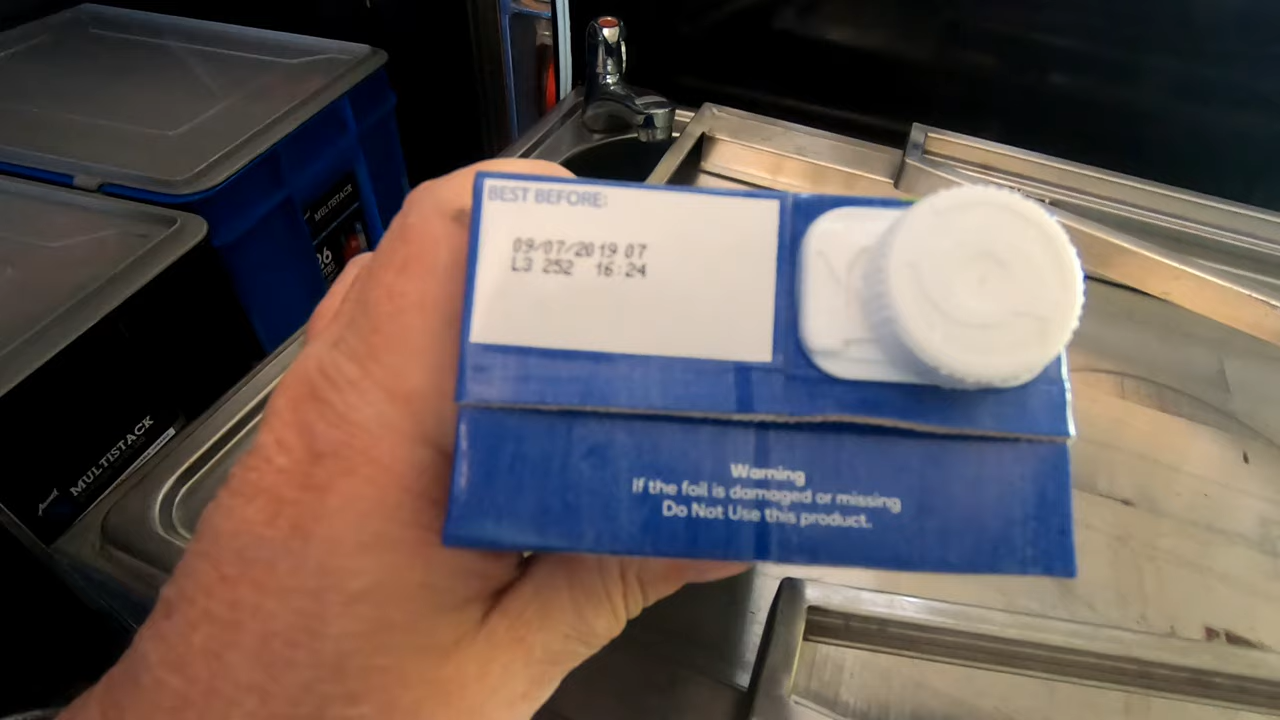 BEST BEFORE:
09/07/2019 07
L3 252 16:24
Warning
If the foil is damaged or missing
Do Not Use this product.
MULTISTACK
26
MULTISTACK